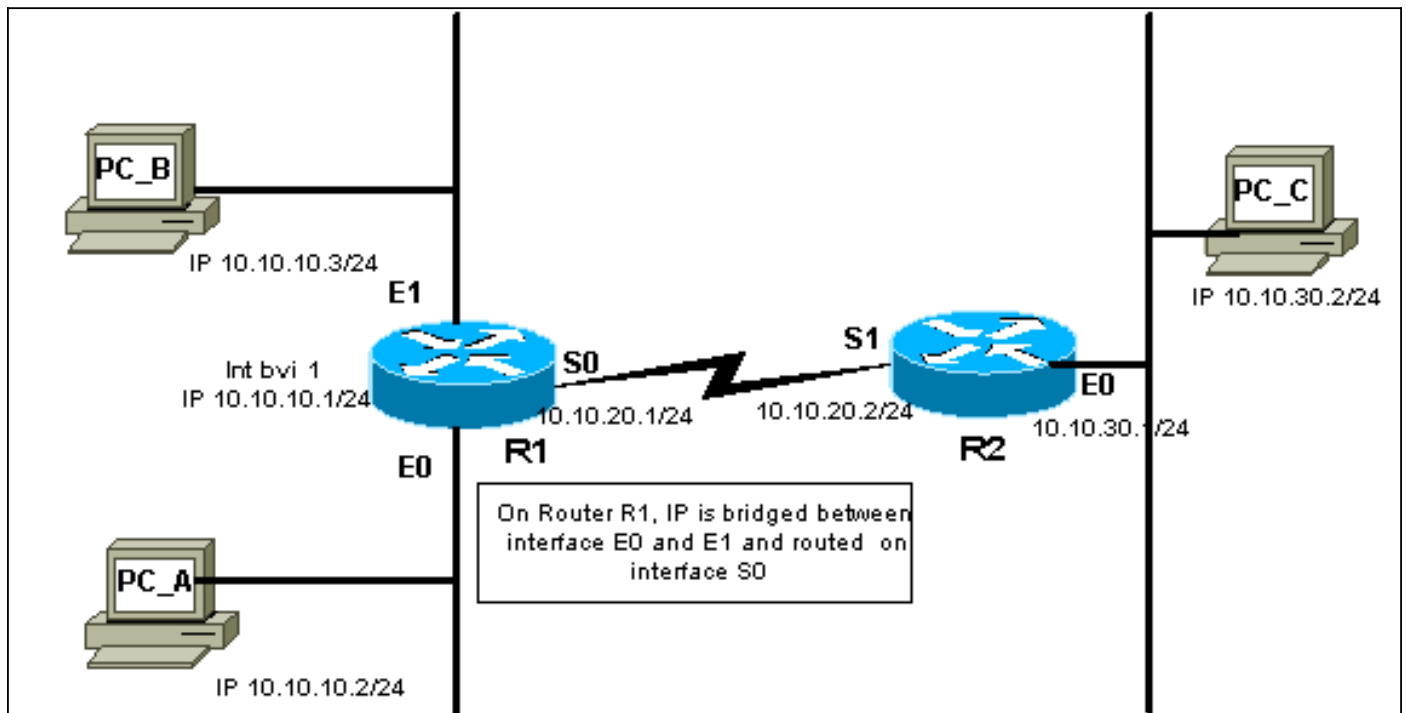 PC_B
IP 10.10.10.3/24
E1
Int bvi 1
IP 10.10.10.1/24
S0
10.10.20.1/24
R1
E0
PC_A
IP 10.10.10.2/24
On Router R1, IP is bridged between
interface E0 and E1 and routed on
interface S0
S1
10.10.20.2/24
R2
E0
10.10.30.1/24
PC_C
IP 10.10.30.2/24